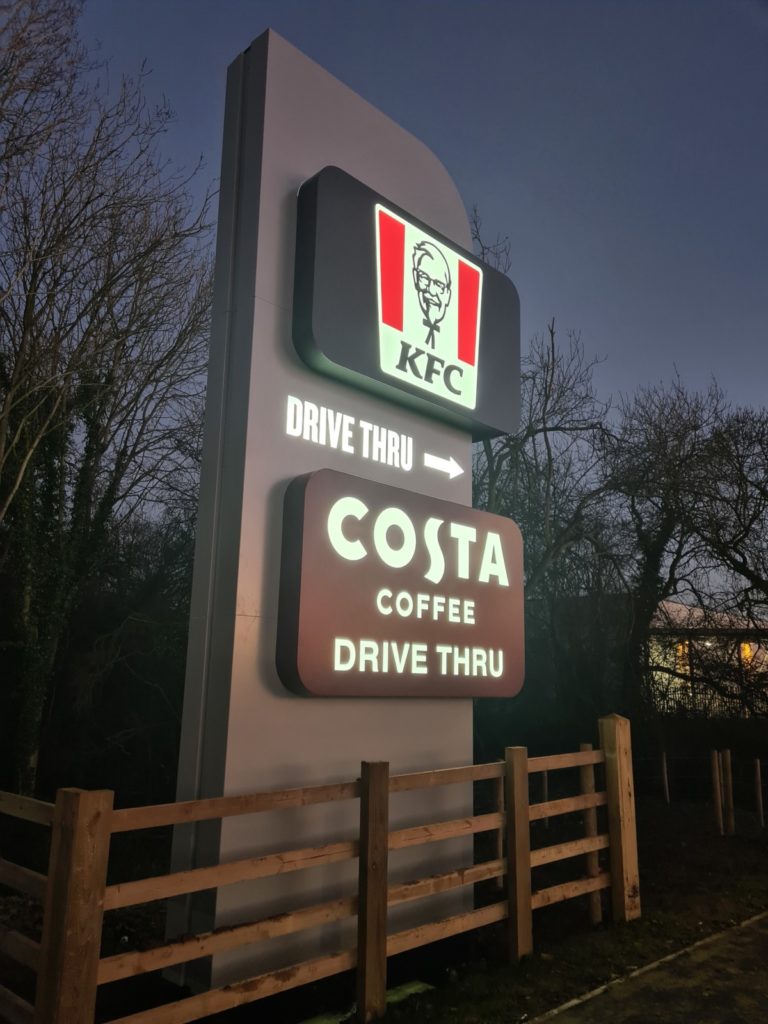 KFC
DRIVE THRU →
COSTA
COFFEE
DRIVE THRU